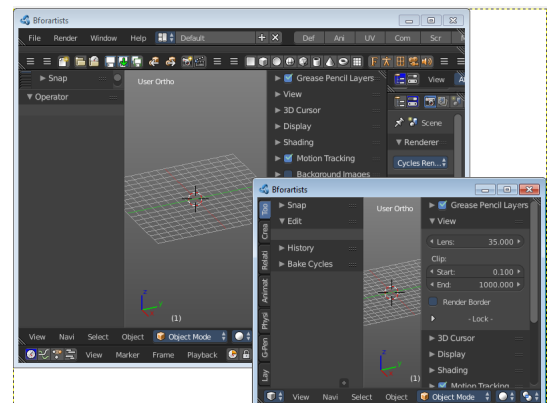 Bforartists
File Render Window Help Default Def Ani UV Com Scr
Snap
Operator
User Ortho
Grease Pencil Layers
View
3D Cursor
Display
Shading
Motion Tracking
Background Images
View
Scene
Renderer
Cycles Ren...
z
y
(1)
View Navi Select Object Object Mode
View Marker Frame Playback
Bforartists
Too
Crea
Relati
Animat
Physi
G-Pen
Lay
Snap
Edit
History
Bake Cycles
User Ortho
z
y
(1)
Grease Pencil Layers
View
Lens: 35.000
Clip:
Start: 0.100
End: 1000.000
Render Border
- Lock -
3D Cursor
Display
Shading
Motion Tracking
View Navi Select Object Object Mode